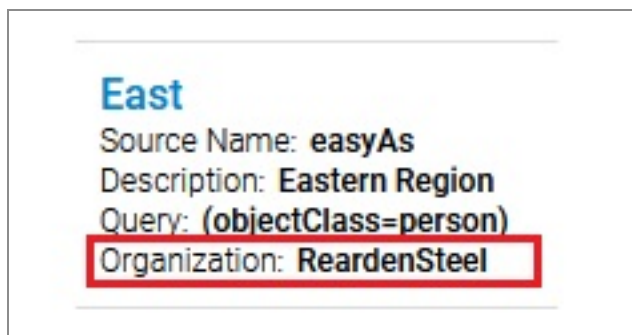 East
Source Name: easyAs
Description: Eastern Region
Query: (objectClass=person)
Organization: ReardenSteel